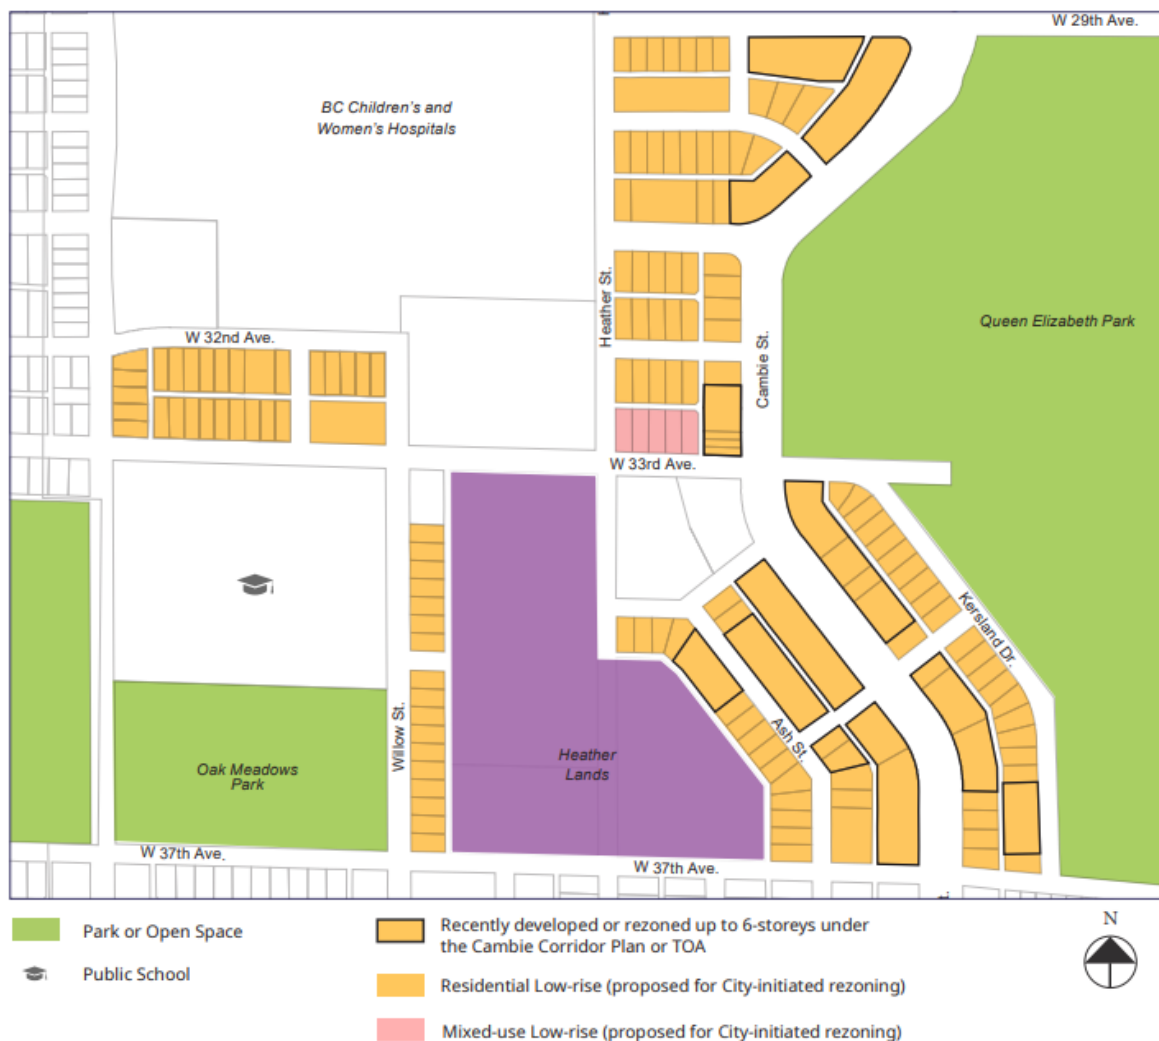 W 29th Ave.
BC Children's and
Women's Hospitals
Heather St.
Queen Elizabeth Park
W 32nd Ave.
Cambie St.
W 33rd Ave.
Kersland Dr.
Willow St.
Ash St.
Heather
Lands
Oak Meadows
Park
W 37th Ave.
W 37th Ave.
t.
Park or Open Space
Public School
Recently developed or rezoned up to 6-storeys under
the Cambie Corridor Plan or TOA
Residential Low-rise (proposed for City-initiated rezoning)
Mixed-use Low-rise (proposed for City-initiated rezoning)
N